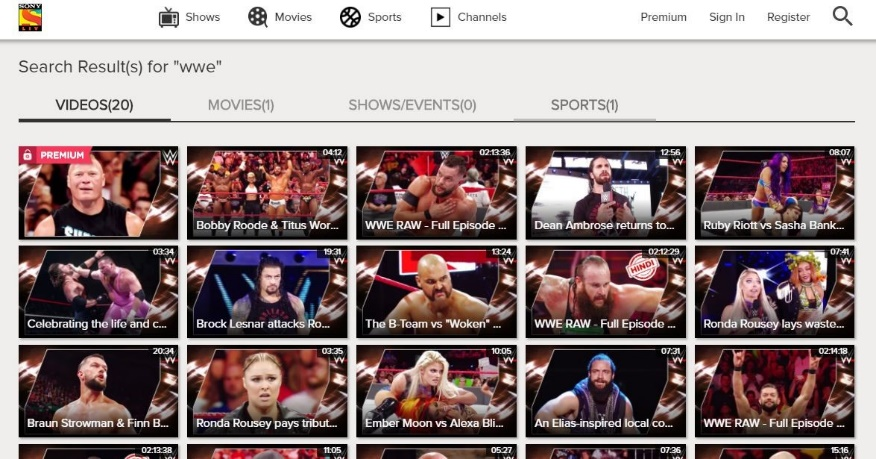 SONY
LIV
Shows
Movies
Sports
Channels
Premium
Sign In
Register
Search Result(s) for "wwe"
VIDEOS(20)
MOVIES(1)
SHOWS/EVENTS(0)
SPORTS(1)
PREMIUM
04:12
Bobby Roode & Titus Wor...
02:13:36
WWE RAW - Full Episode ...
12:56
Dean Ambrose returns to...
08:07
Ruby Riott vs Sasha Bank...
03:34
Celebrating the life and c...
19:31
Brock Lesnar attacks Ro...
13:24
The B-Team vs "Woken" ...
02:12:29
HINDI
WWE RAW - Full Episode ...
07:41
Ronda Rousey lays waste...
20:34
Braun Strowman & Finn B...
03:35
Ronda Rousey pays tribut...
10:05
Ember Moon vs Alexa Bli...
07:31
An Elias-inspired local co...
02:14:18
WWE RAW - Full Episode ...
02:13:38
11:05
05:27
07:36
15:16